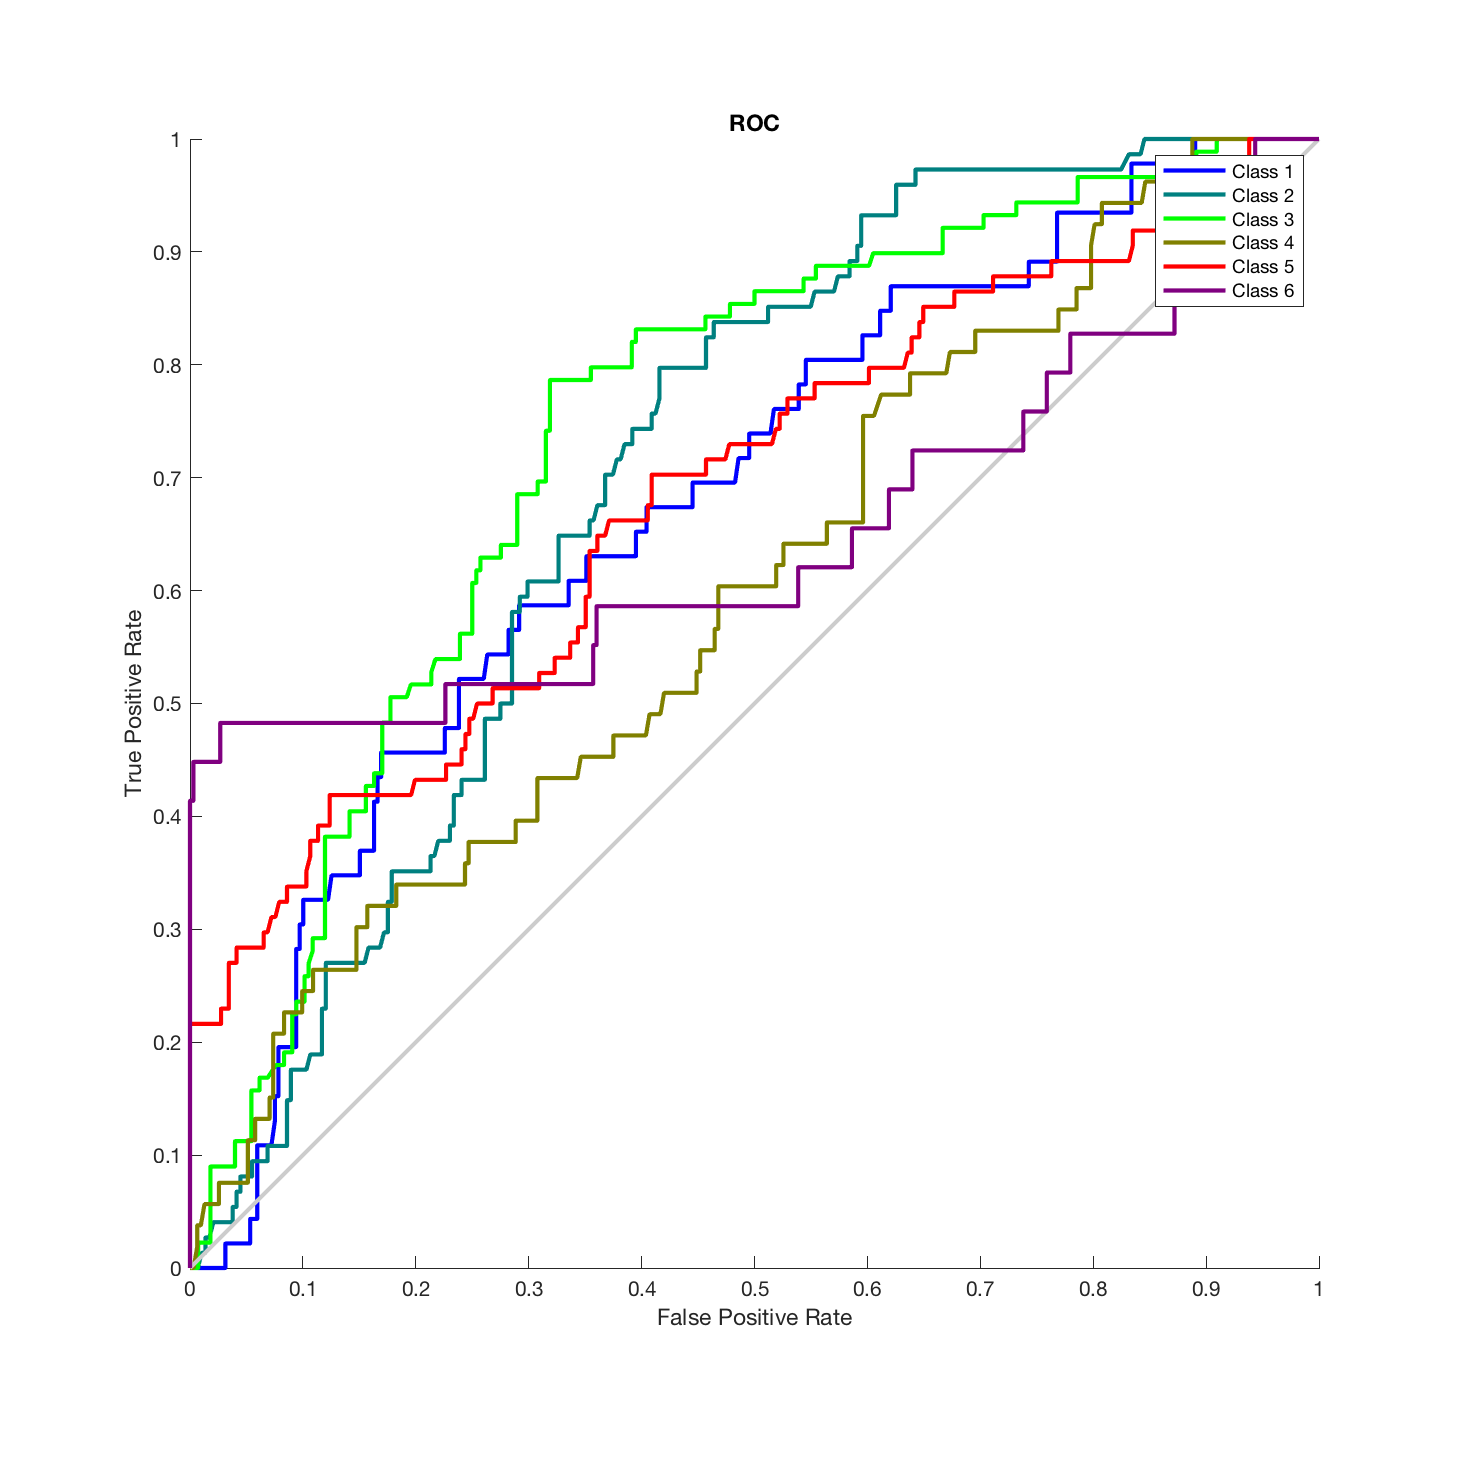 ROC
1
0.9
0.8
0.7
0.6
0.5
0.4
0.3
0.2
0.1
0
True Positive Rate
Class 1
Class 2
Class 3
Class 4
Class 5
Class 6
0 0.1 0.2 0.3 0.4 0.5 0.6 0.7 0.8 0.9 1
False Positive Rate